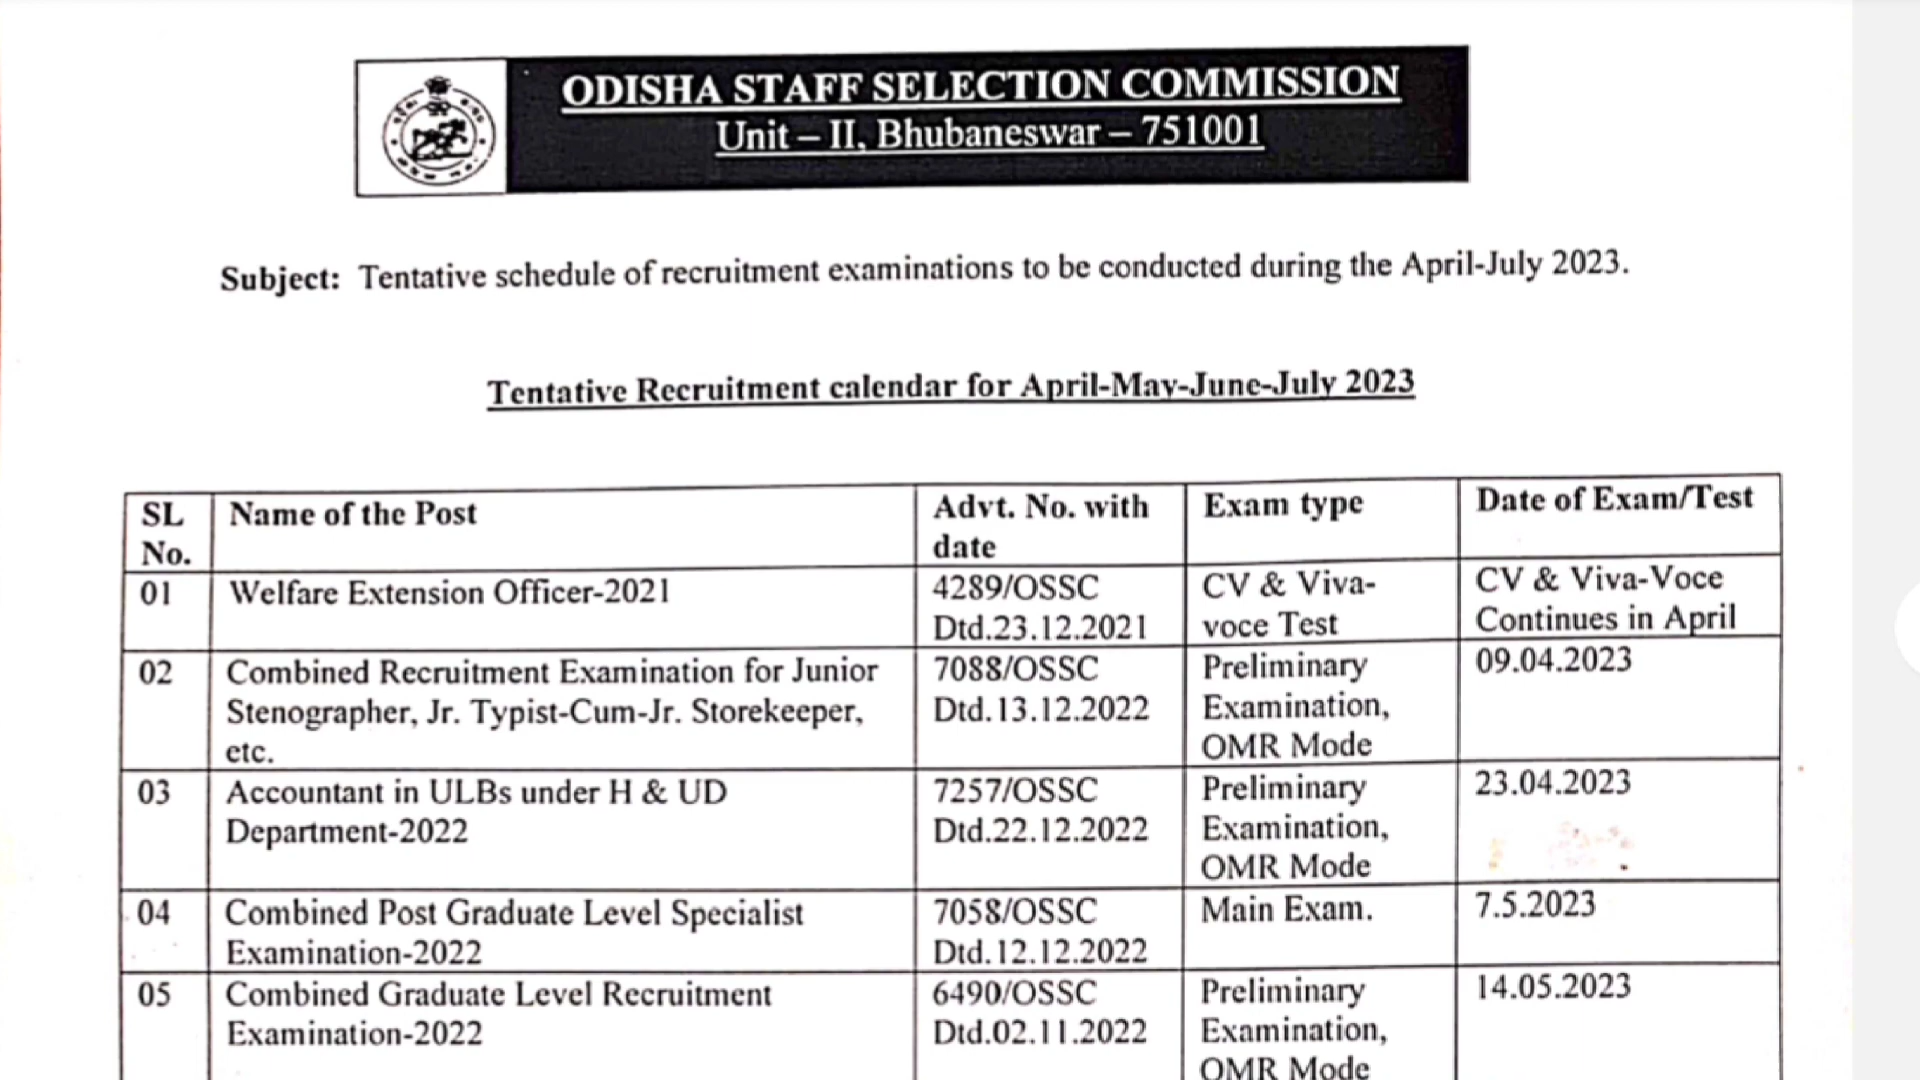 ODISHA STAFF SELECTION COMMISSION
Unit – II, Bhubaneswar – 751001
Subject: Tentative schedule of recruitment examinations to be conducted during the April-July 2023.
Tentative Recruitment calendar for April-May-June-July 2023
SL No.
Name of the Post
Advt. No. with
date
Exam type
Date of Exam/Test
01
Welfare Extension Officer-2021
4289/OSSC
Dtd.23.12.2021
CV & Viva-
voce Test
CV & Viva-Voce
Continues in April
02
Combined Recruitment Examination for Junior
Stenographer, Jr. Typist-Cum-Jr. Storekeeper,
etc.
7088/OSSC
Dtd.13.12.2022
Preliminary
Examination,
OMR Mode
09.04.2023
03
Accountant in ULBs under H & UD
Department-2022
7257/OSSC
Dtd.22.12.2022
Preliminary
Examination,
OMR Mode
23.04.2023
04
Combined Post Graduate Level Specialist
Examination-2022
7058/OSSC
Dtd.12.12.2022
Main Exam.
7.5.2023
05
Combined Graduate Level Recruitment
Examination-2022
6490/OSSC
Dtd.02.11.2022
Preliminary
Examination,
OMR Mode
14.05.2023